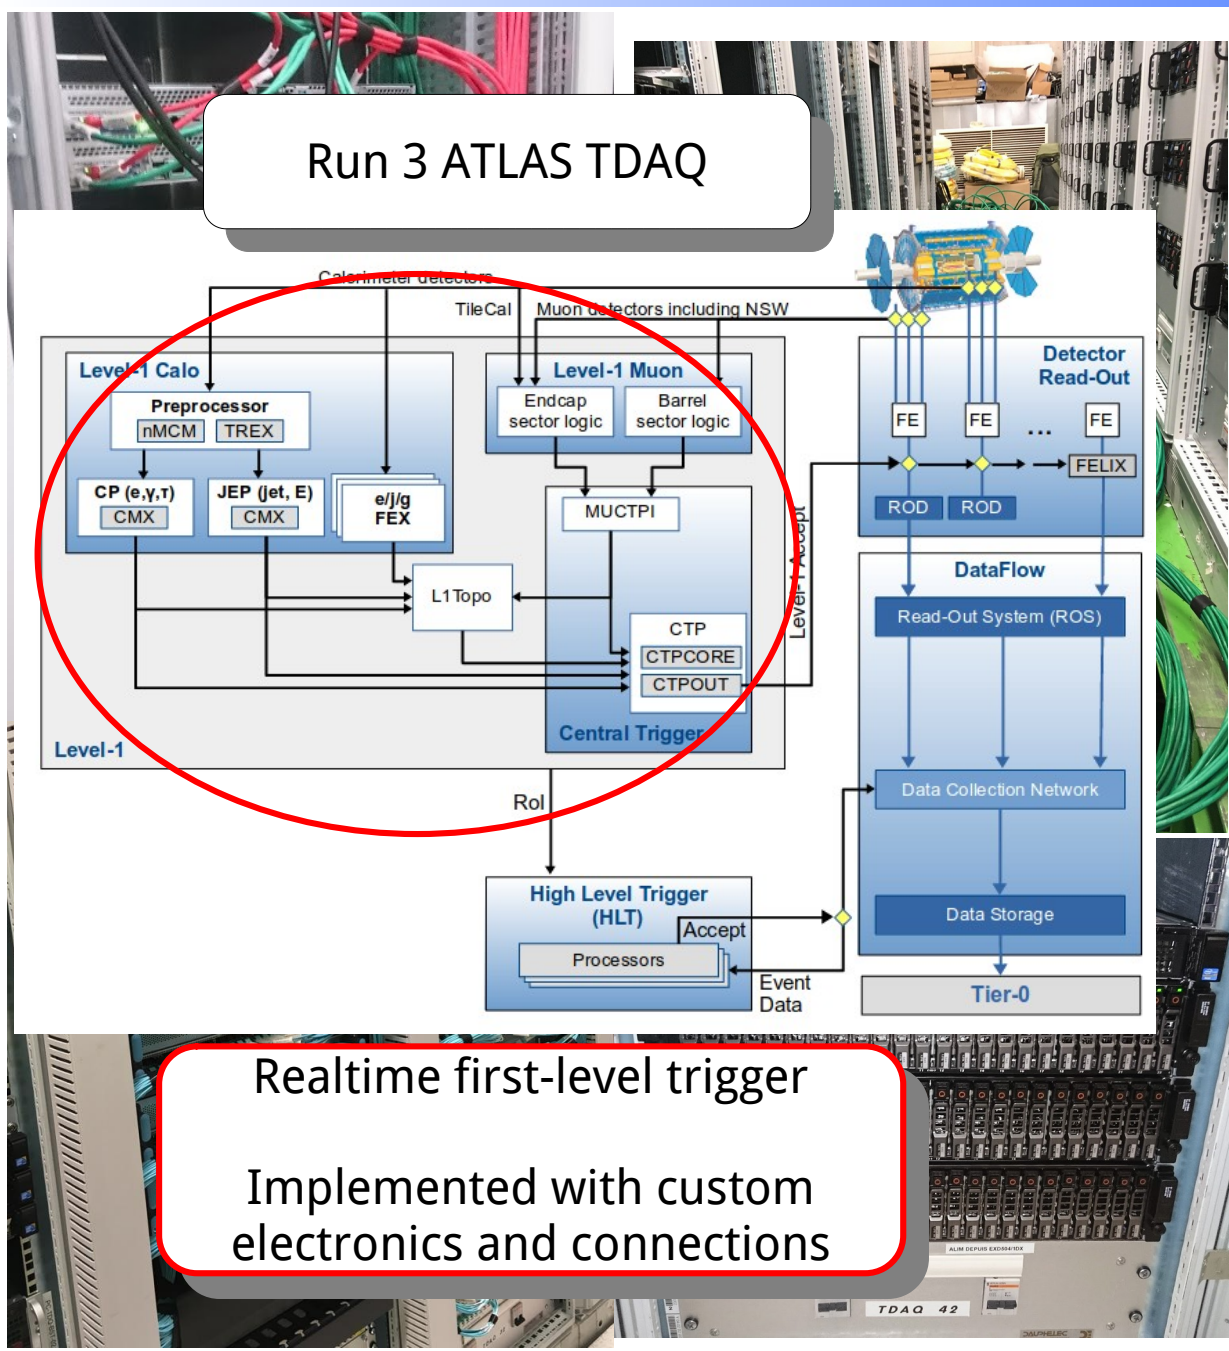 Run 3 ATLAS TDAQ
Calorimeter detectors
TileCal
Muon detectors including NSW
Level-1 Calo
Preprocessor
nMCM
TREX
CP (e,γ,τ)
CMX
JEP (jet, E)
CMX
e/j/g
FEX
Level-1 Muon
Endcap
sector logic
Barrel
sector logic
MUCTPI
L1Topo
CTP
CTPCORE
CTPOUT
Central Trigger
Level-1
Level-1 Accept
Detector
Read-Out
FE
FE
...
FE
FELIX
ROD
ROD
DataFlow
Read-Out System (ROS)
Data Collection Network
Data Storage
Tier-0
RoI
High Level Trigger
(HLT)
Accept
Processors
Event
Data
Realtime first-level trigger
Implemented with custom
electronics and connections
ALIM DEPUIS EXD504/1DX
TDAQ 42